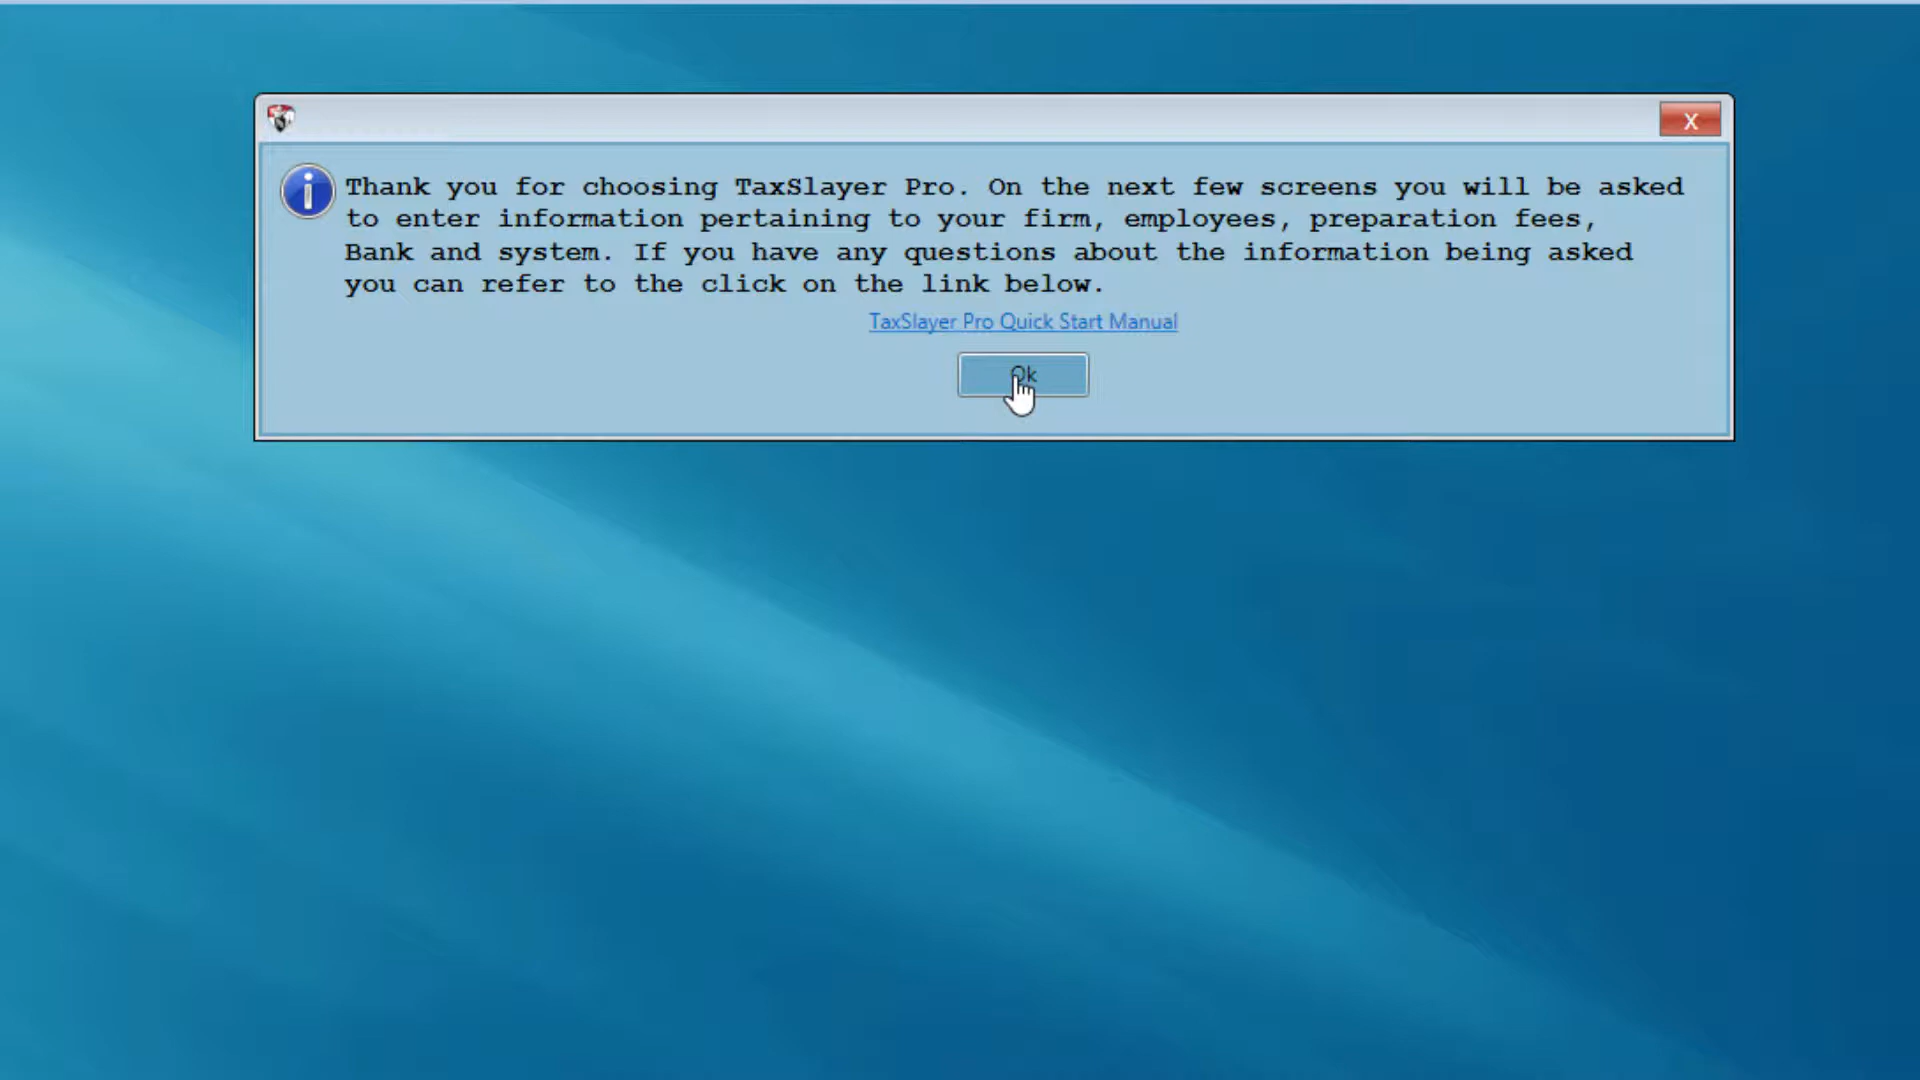 X
Thank you for choosing TaxSlayer Pro. On the next few screens you will be asked
to enter information pertaining to your firm, employees, preparation fees,
Bank and system. If you have any questions about the information being asked
you can refer to the click on the link below.
TaxSlayer Pro Quick Start Manual
Ok